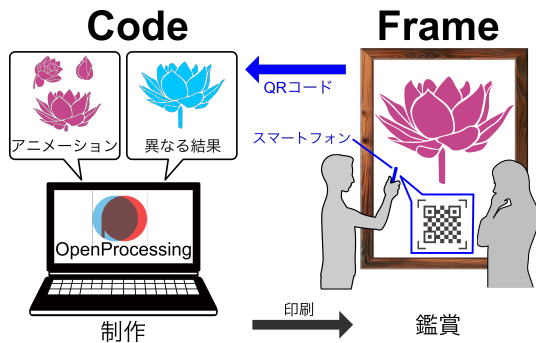 Code
Frame
アニメーション
異なる結果
QRコード
スマートフォン
OpenProcessing
制作
印刷
鑑賞